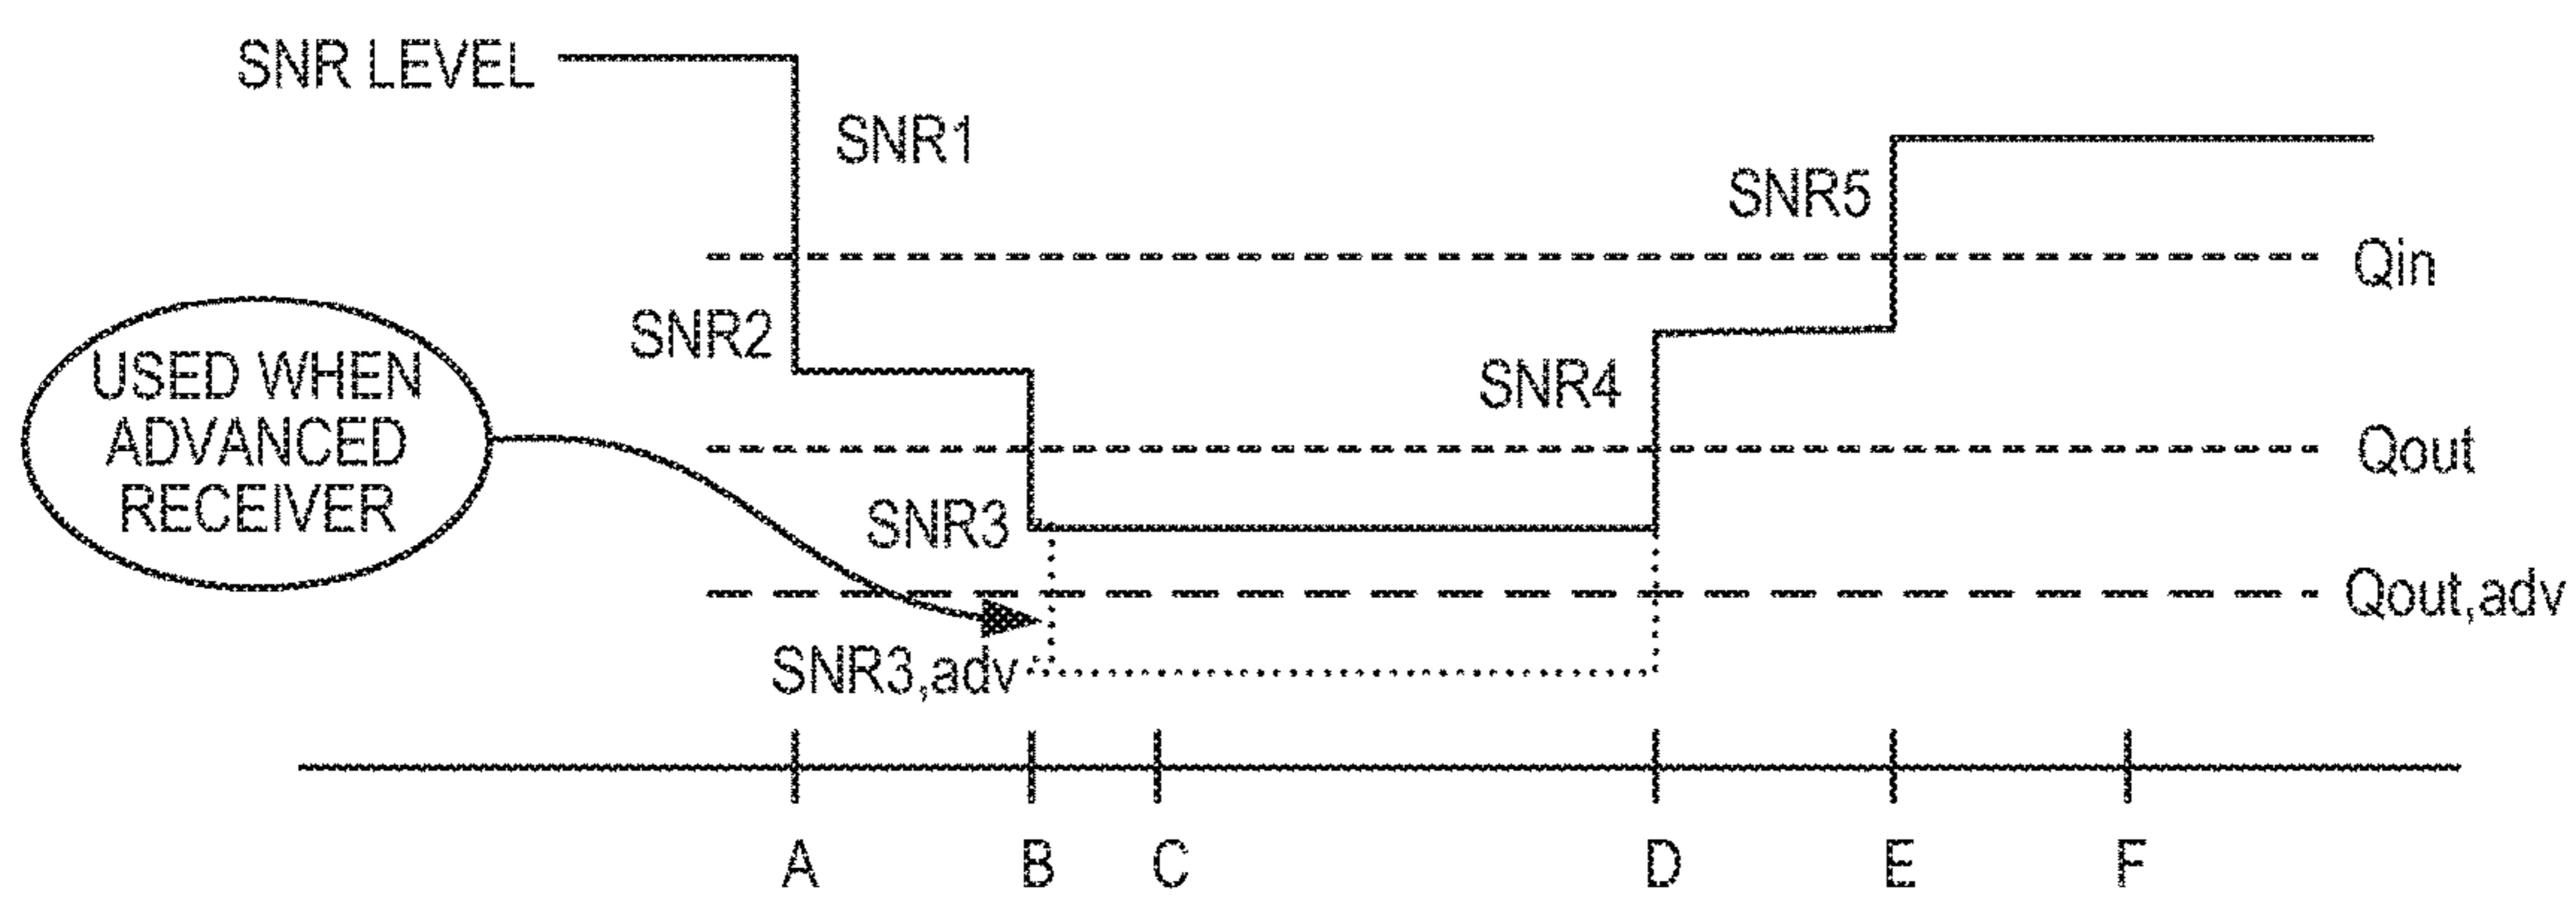 SNR LEVEL
SNR1
SNR5
Qin
SNR2
USED WHEN
ADVANCED
RECEIVER
SNR4
Qout
SNR3
Qout,adv
SNR3,adv
A B C D E F